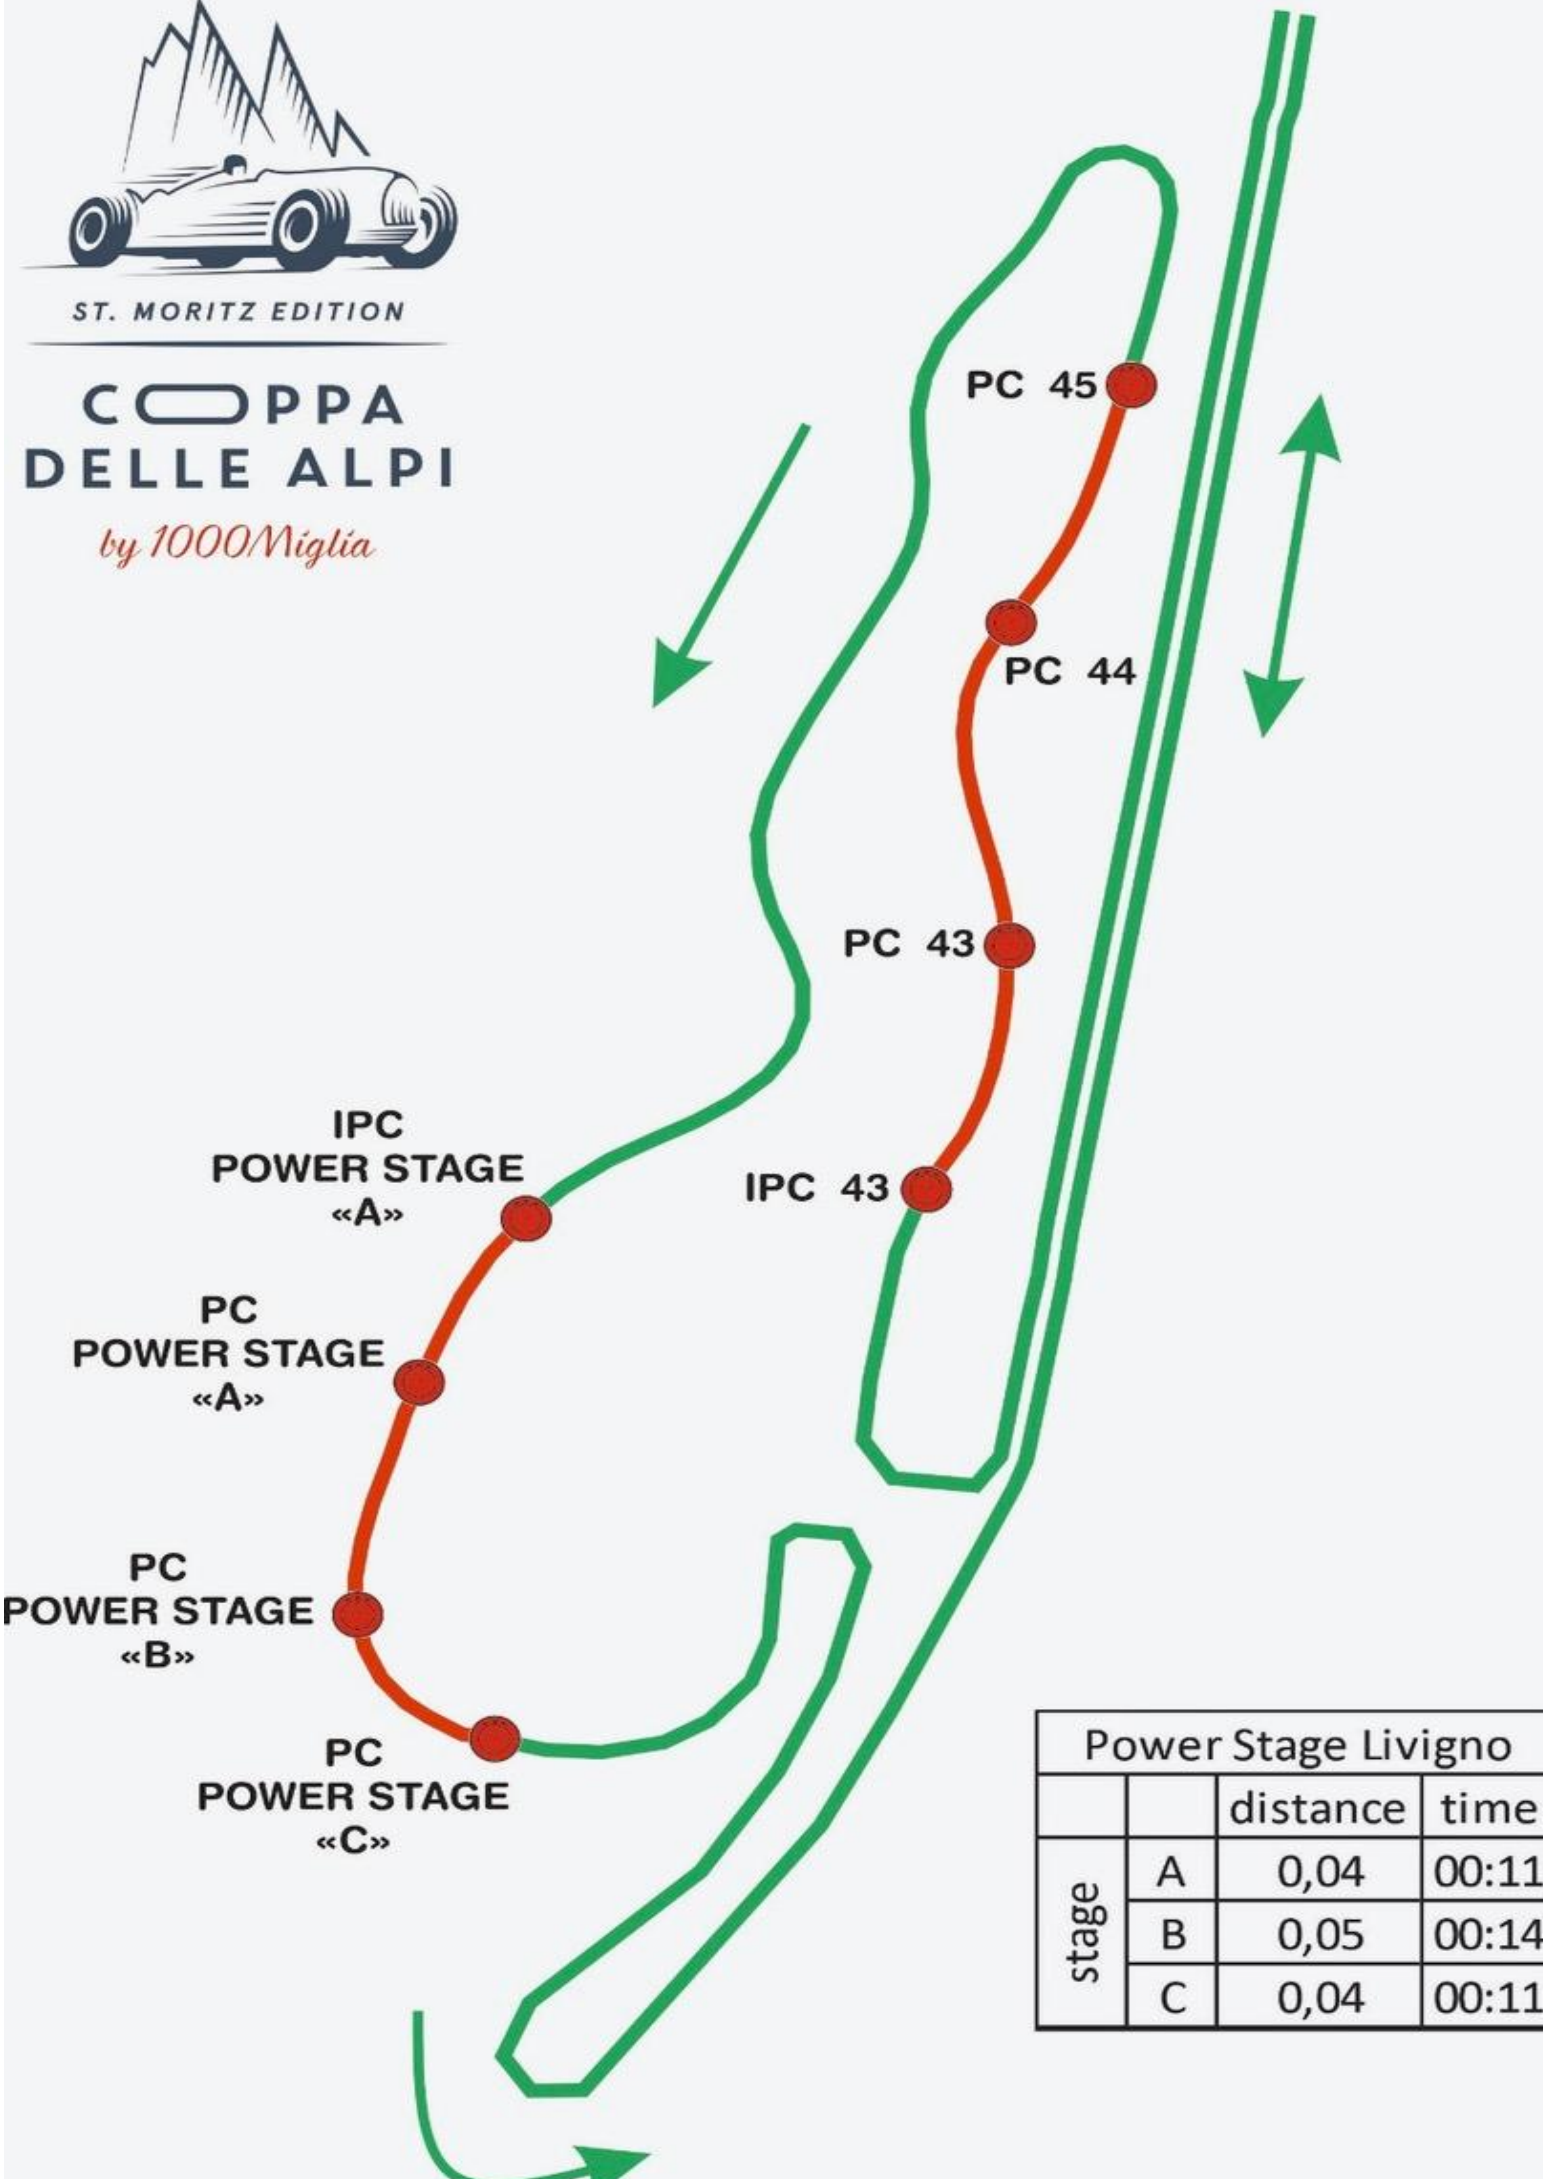 ST. MORITZ EDITION
COPPA
DELLE ALPI
by 1000Miglia
PC 45
PC 44
PC 43
IPC 43
IPC
POWER STAGE
«A»
PC
POWER STAGE
«A»
PC
POWER STAGE
«B»
PC
POWER STAGE
«C»
Power Stage Livigno
distance time
stage
A 0,04 00:11
B 0,05 00:14
C 0,04 00:11